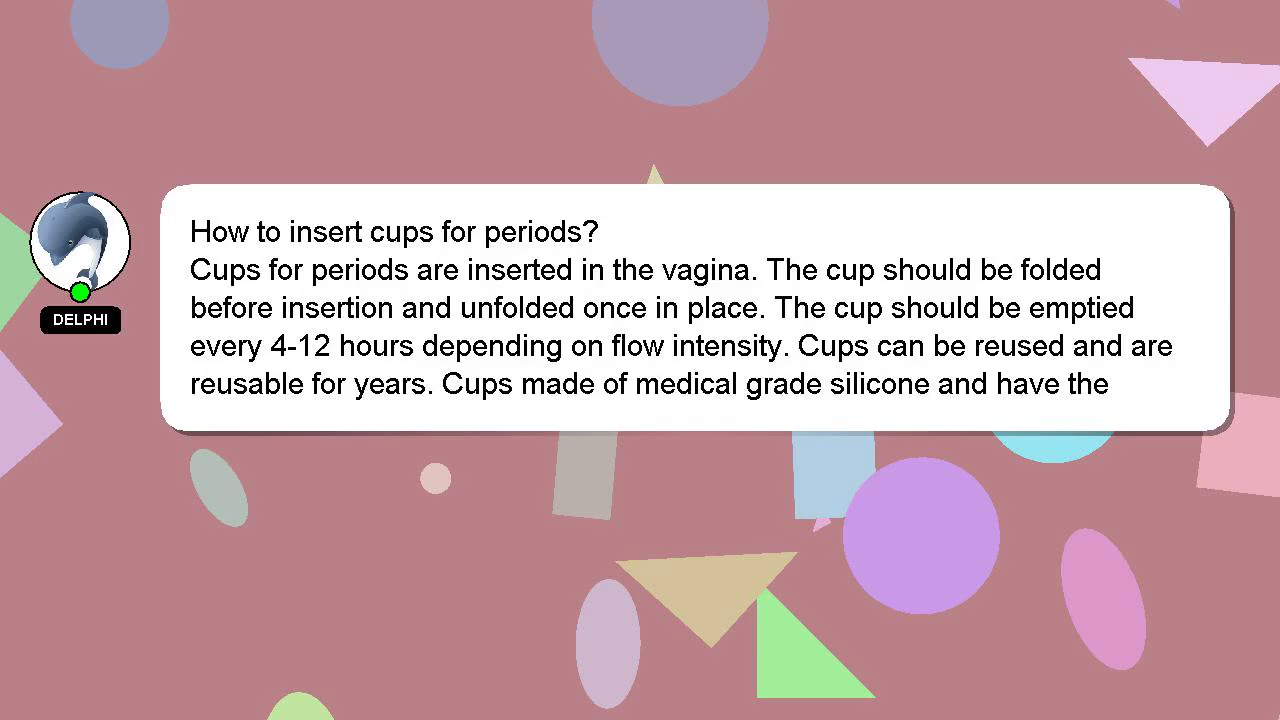 How to insert cups for periods?
Cups for periods are inserted in the vagina. The cup should be folded
before insertion and unfolded once in place. The cup should be emptied
every 4-12 hours depending on flow intensity. Cups can be reused and are
reusable for years. Cups made of medical grade silicone and have the
DELPHI